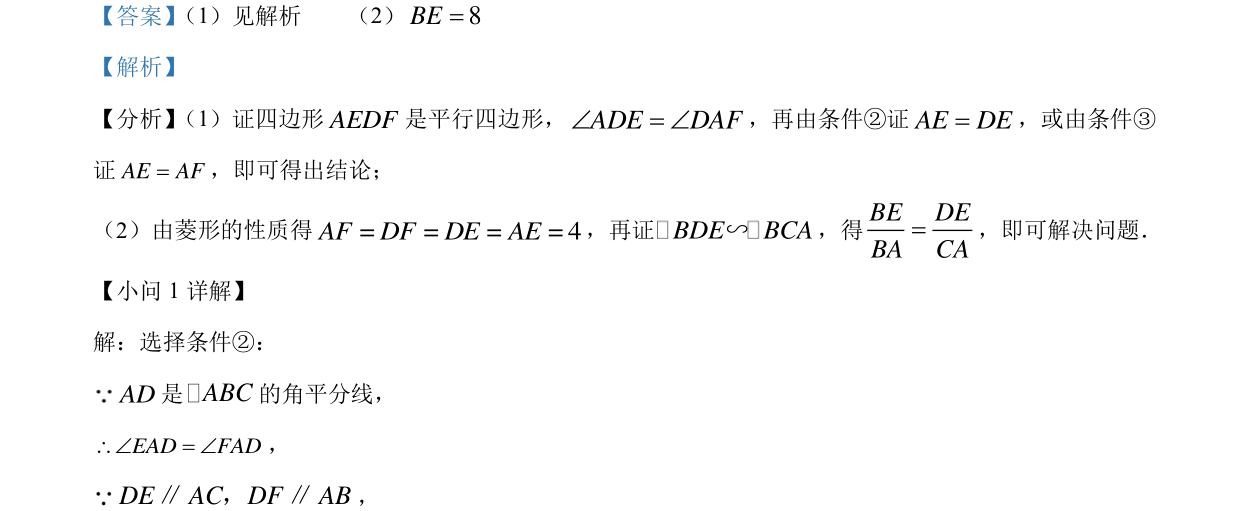 【答案】（1）见解析 （2）BE = 8
【解析】
【分析】（1）证四边形 AEDF 是平行四边形，∠ADE = ∠DAF，再由条件②证 AE = DE，或由条件③
证 AE = AF，即可得出结论；
（2）由菱形的性质得 AF = DF = DE = AE = 4，再证□BDE∽□BCA，得 BE/BA = DE/CA，即可解决问题．
【小问 1 详解】
解：选择条件②：
∵ AD 是□ABC 的角平分线，
∴∠EAD = ∠FAD，
∵ DE∥AC，DF∥AB，